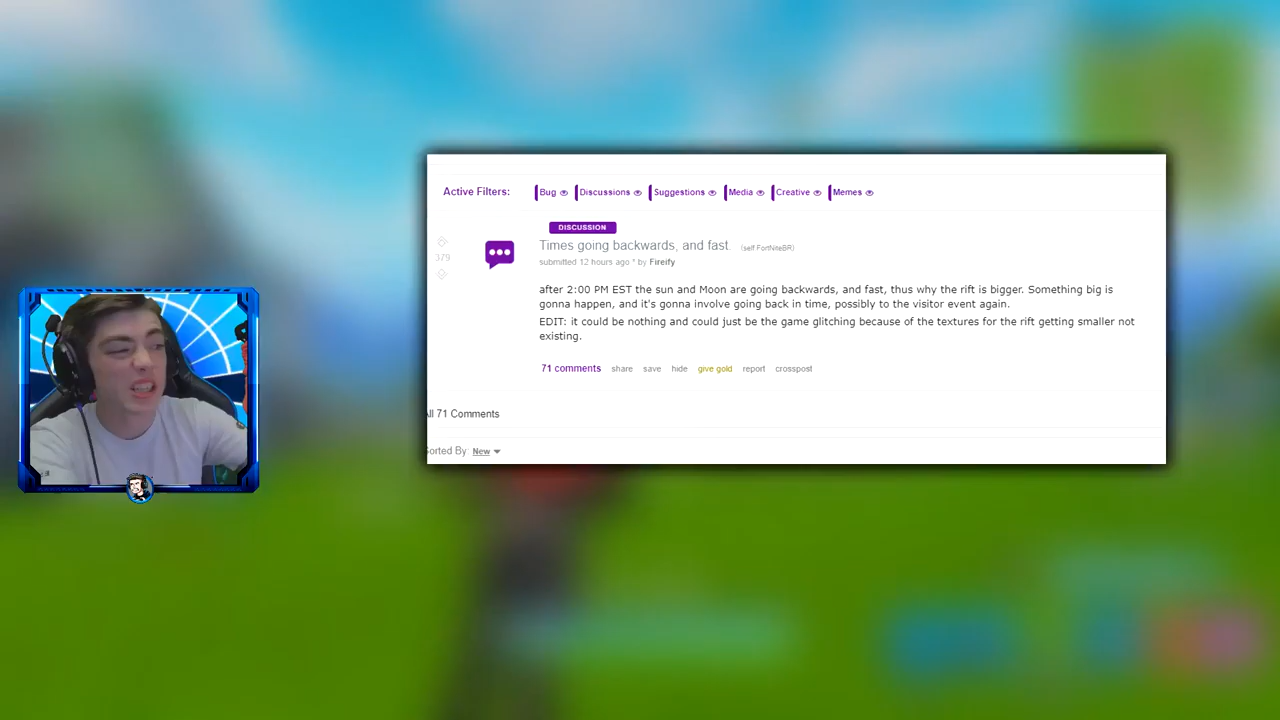 Active Filters: Bug Discussions Suggestions Media Creative Memes
DISCUSSION
Times going backwards, and fast. (self.FortNiteBR)
379
submitted 12 hours ago * by Fireify
after 2:00 PM EST the sun and Moon are going backwards, and fast, thus why the rift is bigger. Something big is
gonna happen, and it's gonna involve going back in time, possibly to the visitor event again.
EDIT: it could be nothing and could just be the game glitching because of the textures for the rift getting smaller not
existing.
71 comments share save hide give gold report crosspost
All 71 Comments
Sorted By New